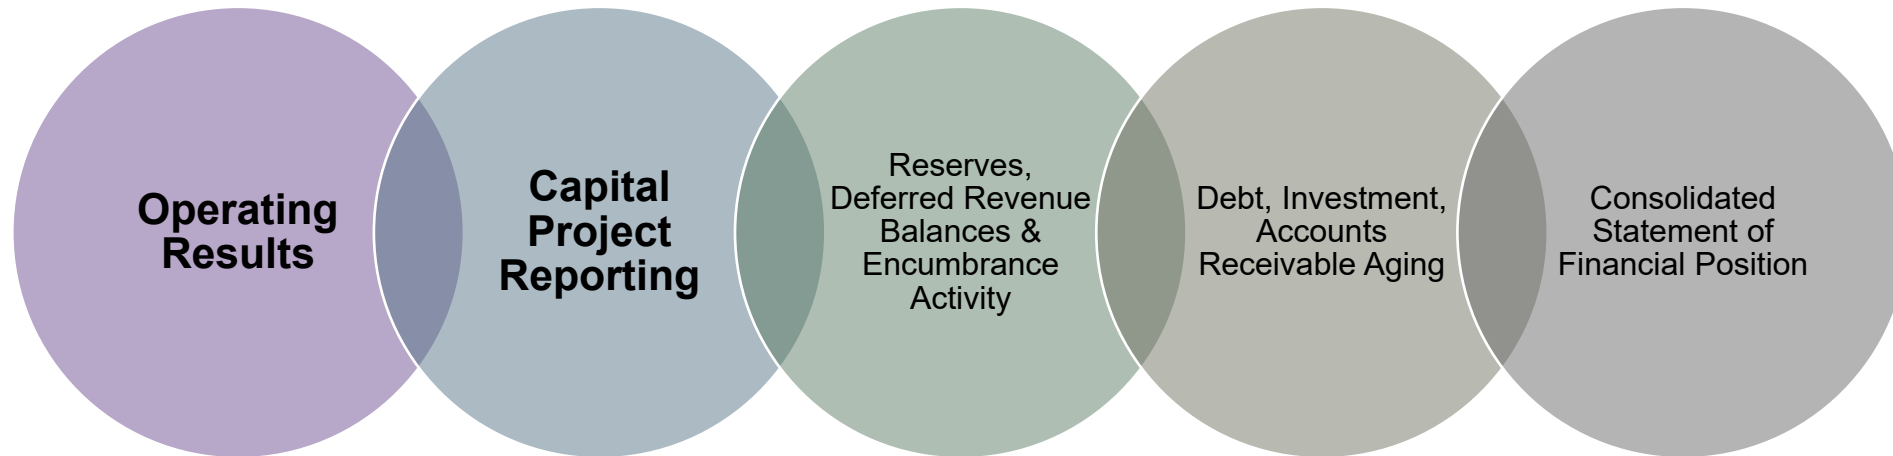 Operating
Results
Capital
Project
Reporting
Reserves,
Deferred Revenue
Balances &
Encumbrance
Activity
Debt, Investment,
Accounts
Receivable Aging
Consolidated
Statement of
Financial Position